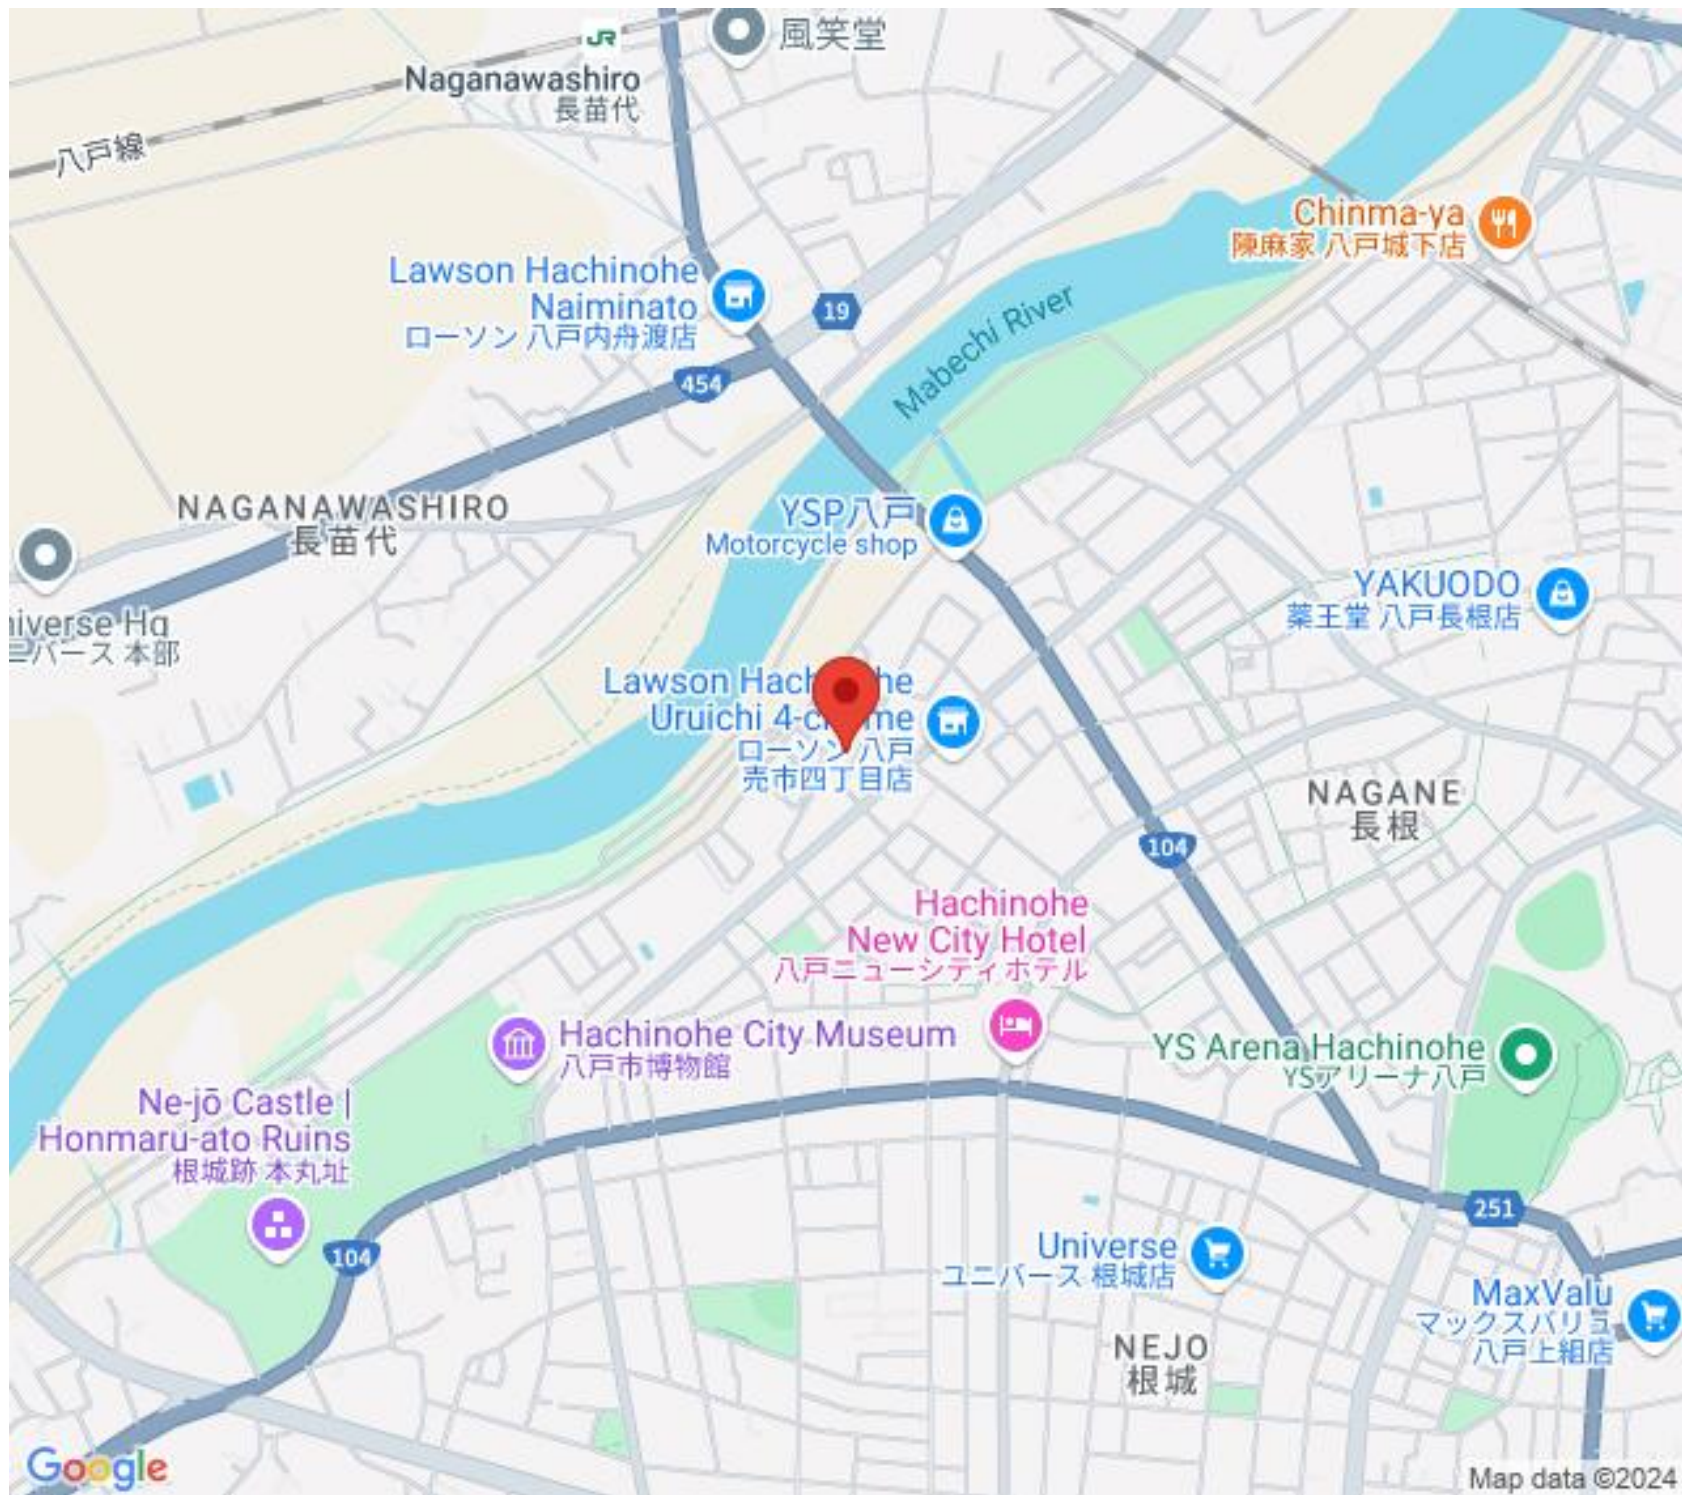 JR
風笑堂
Naganawashiro
長苗代
八戸線
Chinma-ya
陳麻家 八戸城下店
Lawson Hachinohe
Naiminato
ローソン 八戸内舟渡店
19
Mabechi River
454
NAGANAWASHIRO
長苗代
YSP八戸
Motorcycle shop
YAKUODO
薬王堂 八戸長根店
niverse Ha
ニバース 本部
Lawson Hach he
Uruichi 4-ch me
ローソン 八戸
売市四丁目店
NAGANE
長根
104
Hachinohe
New City Hotel
八戸ニューシティホテル
Hachinohe City Museum
八戸市博物館
YS Arena Hachinohe
YSアリーナ八戸
Ne-jō Castle |
Honmaru-ato Ruins
根城跡 本丸址
251
104
Universe
ユニバース 根城店
MaxValu
マックスバリュ
八戸上組店
NEJO
根城
Google
Map data ©2024